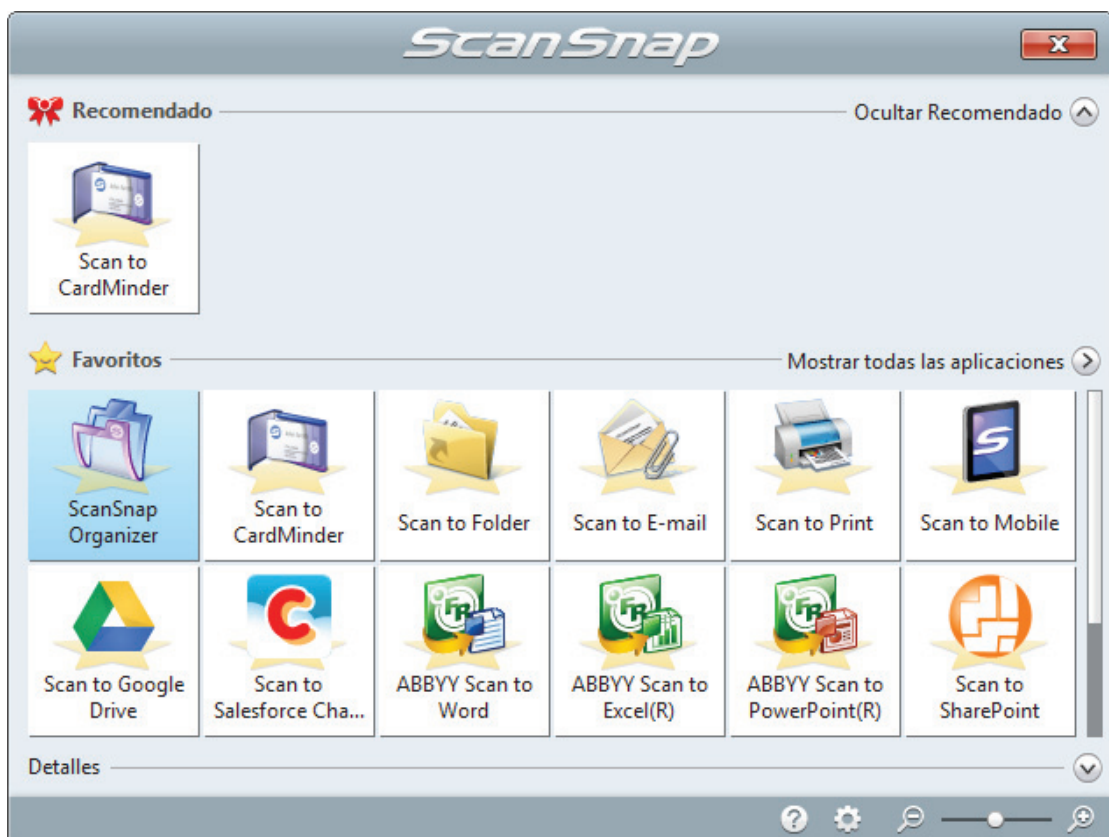 ScanSnap
Recomendado
Ocultar Recomendado
Scan to
CardMinder
Favoritos
Mostrar todas las aplicaciones
ScanSnap
Organizer
Scan to
CardMinder
Scan to Folder
Scan to E-mail
Scan to Print
Scan to Mobile
Scan to Google
Drive
Scan to
Salesforce Cha...
ABBYY Scan to
Word
ABBYY Scan to
Excel(R)
ABBYY Scan to
PowerPoint(R)
Scan to
SharePoint
Detalles